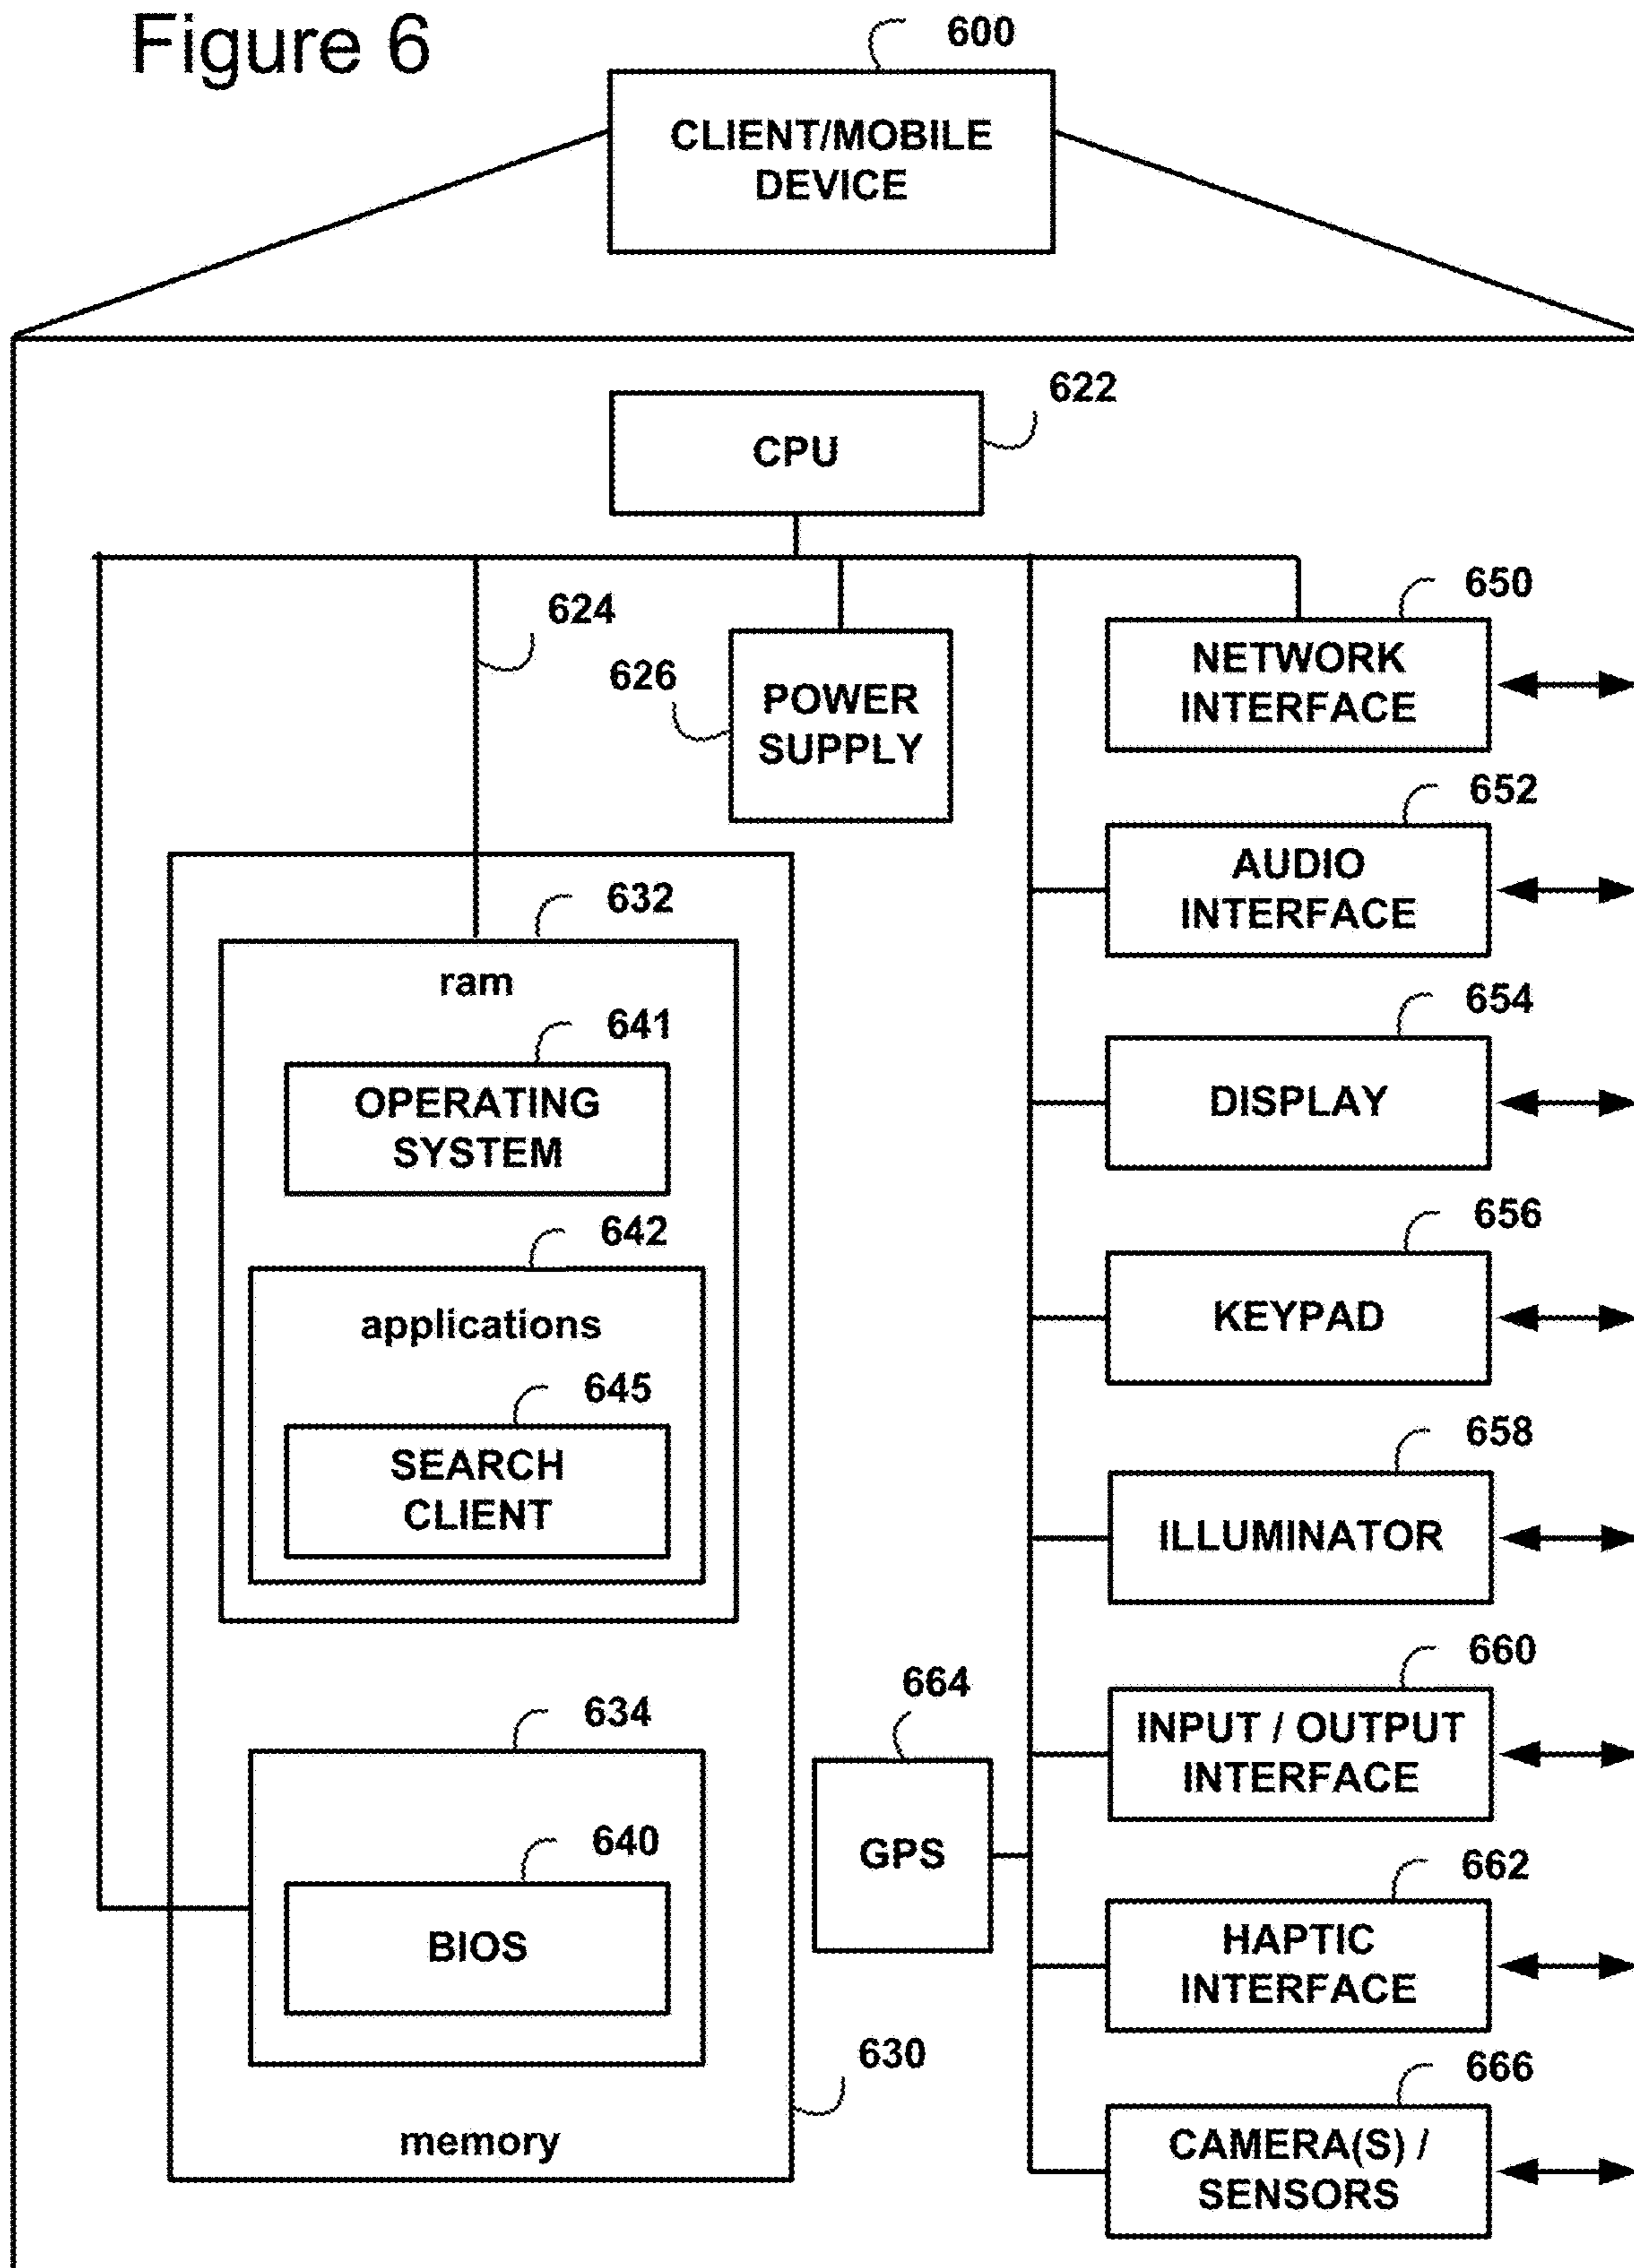 Figure 6
600
CLIENT/MOBILE
DEVICE
622
CPU
624
626
POWER
SUPPLY
650
NETWORK
INTERFACE
652
AUDIO
INTERFACE
632
ram
654
DISPLAY
641
OPERATING
SYSTEM
656
KEYPAD
642
applications
645
SEARCH
CLIENT
658
ILLUMINATOR
660
INPUT / OUTPUT
INTERFACE
664
GPS
634
640
BIOS
662
HAPTIC
INTERFACE
630
memory
666
CAMERA(S) /
SENSORS